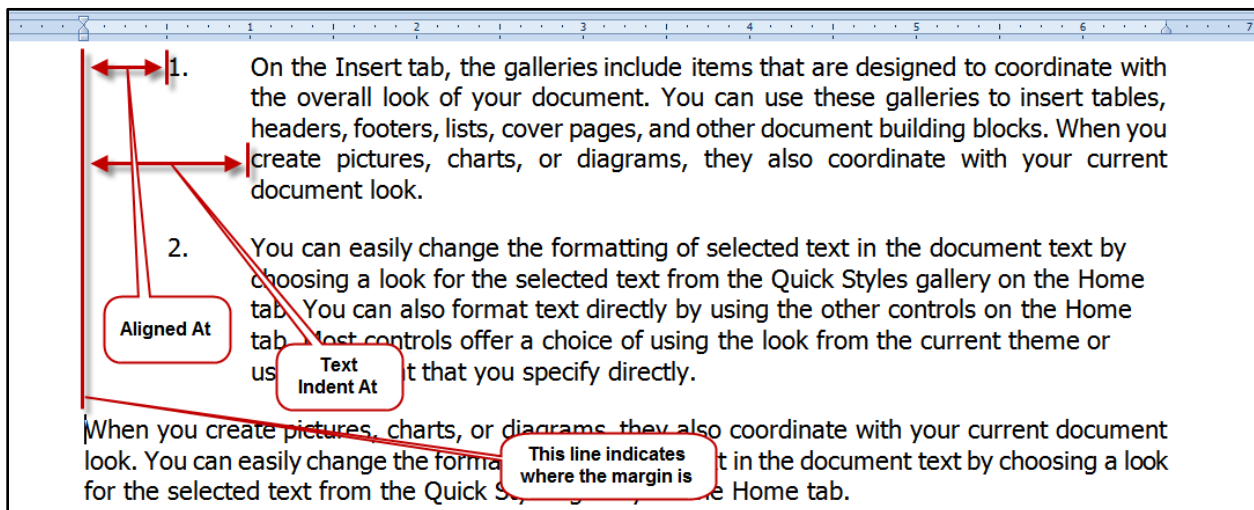 1 2 3 4 5 6 7
1. On the Insert tab, the galleries include items that are designed to coordinate with
the overall look of your document. You can use these galleries to insert tables,
headers, footers, lists, cover pages, and other document building blocks. When you
create pictures, charts, or diagrams, they also coordinate with your current
document look.
2. You can easily change the formatting of selected text in the document text by
choosing a look for the selected text from the Quick Styles gallery on the Home
tab. You can also format text directly by using the other controls on the Home
Aligned At
tab. Most controls offer a choice of using the look from the current theme or
Text
Indent At
that you specify directly.
When you create pictures, charts, or diagrams, they also coordinate with your current document
look. You can easily change the
This line indicates
where the margin is
in the document text by choosing a look
for the selected text from the Quick
Home tab.